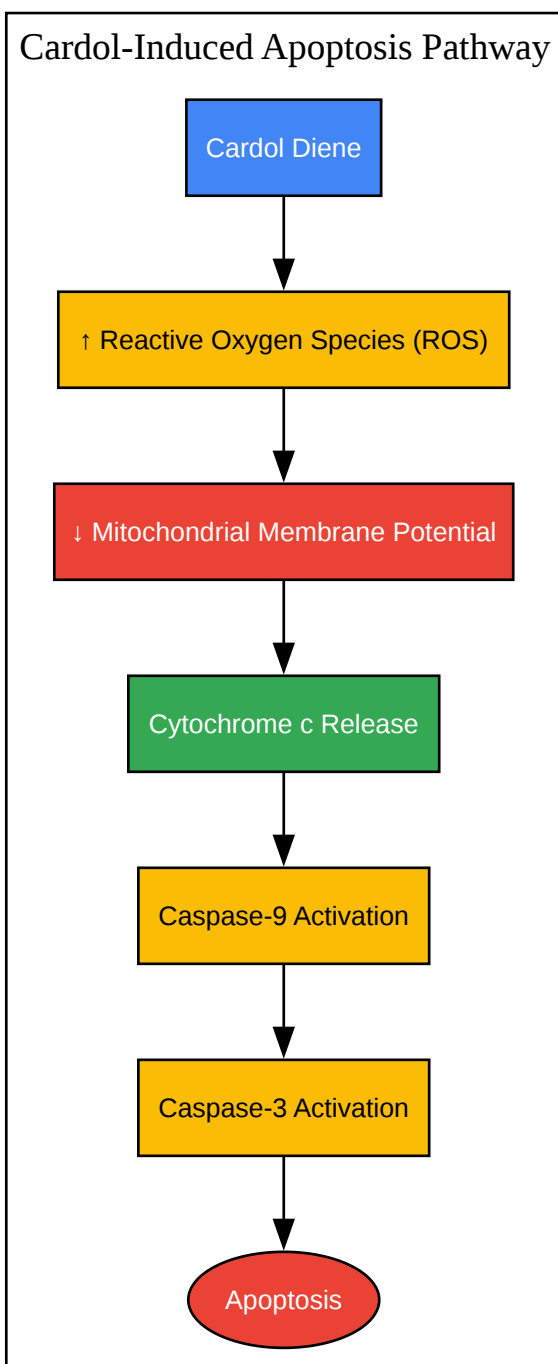 Cardol-Induced Apoptosis Pathway
Cardol Diene
↑ Reactive Oxygen Species (ROS)
↓ Mitochondrial Membrane Potential
Cytochrome c Release
Caspase-9 Activation
Caspase-3 Activation
Apoptosis